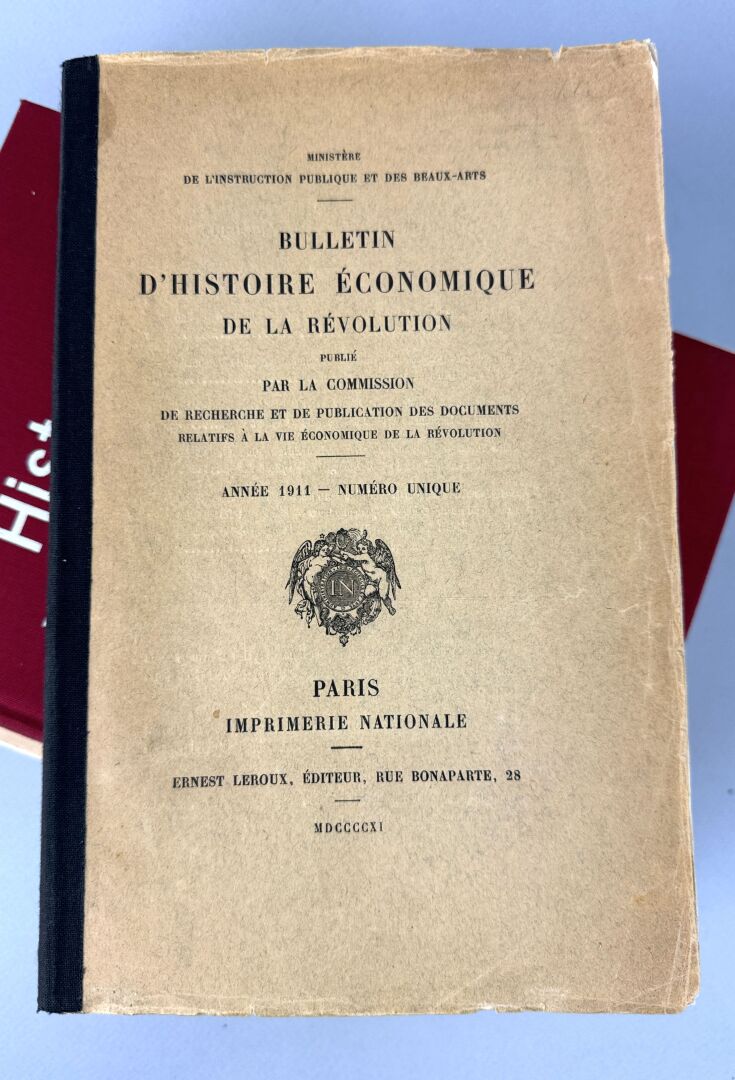 MINISTÈRE
DE L'INSTRUCTION PUBLIQUE ET DES BEAUX-ARTS
BULLETIN
D'HISTOIRE ÉCONOMIQUE
DE LA RÉVOLUTION
PUBLIÉ
PAR LA COMMISSION
DE RECHERCHE ET DE PUBLICATION DES DOCUMENTS
RELATIFS À LA VIE ÉCONOMIQUE DE LA RÉVOLUTION
ANNÉE 1911 — NUMÉRO UNIQUE
IN
PARIS
IMPRIMERIE NATIONALE
ERNEST LEROUX, ÉDITEUR, RUE BONAPARTE, 28
MDCCCCXI
Hist